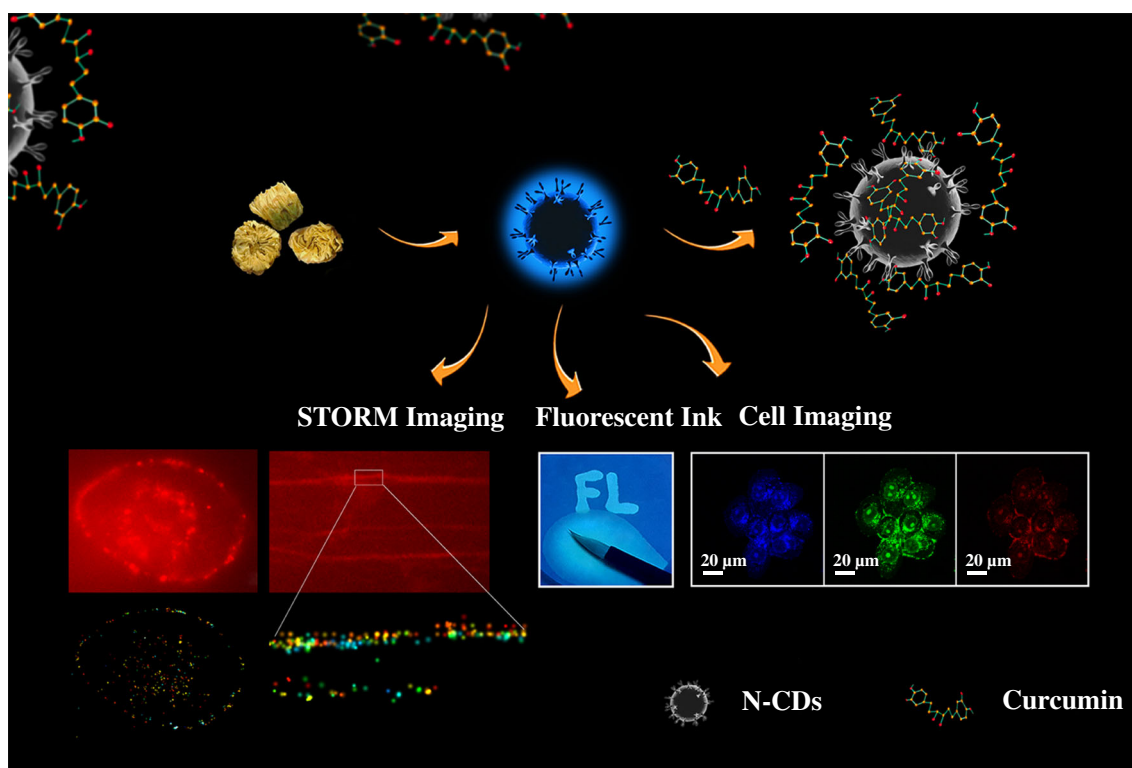 STORM Imaging
Fluorescent Ink
Cell Imaging
FL
20 µm
20 µm
20 µm
N-CDs
Curcumin